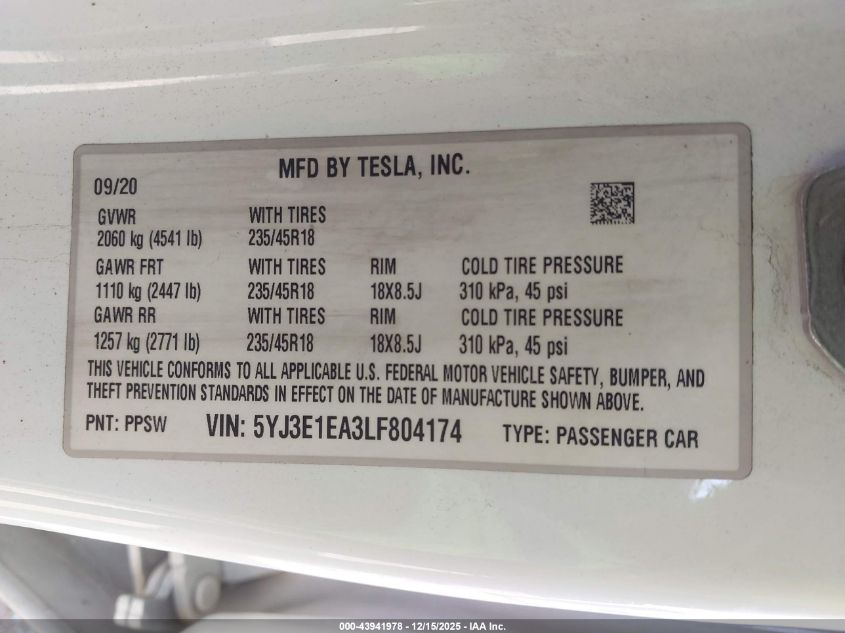 MFD BY TESLA, INC.
09/20
GVWR WITH TIRES
2060 kg (4541 lb) 235/45R18
GAWR FRT WITH TIRES RIM COLD TIRE PRESSURE
1110 kg (2447 lb) 235/45R18 18X8.5J 310 kPa, 45 psi
GAWR RR WITH TIRES RIM COLD TIRE PRESSURE
1257 kg (2771 lb) 235/45R18 18X8.5J 310 kPa, 45 psi
THIS VEHICLE CONFORMS TO ALL APPLICABLE U.S. FEDERAL MOTOR VEHICLE SAFETY, BUMPER, AND
THEFT PREVENTION STANDARDS IN EFFECT ON THE DATE OF MANUFACTURE SHOWN ABOVE.
PNT: PPSW VIN: 5YJ3E1EA3LF804174 TYPE: PASSENGER CAR
000-43941978 - 12/15/2025 - IAA Inc.